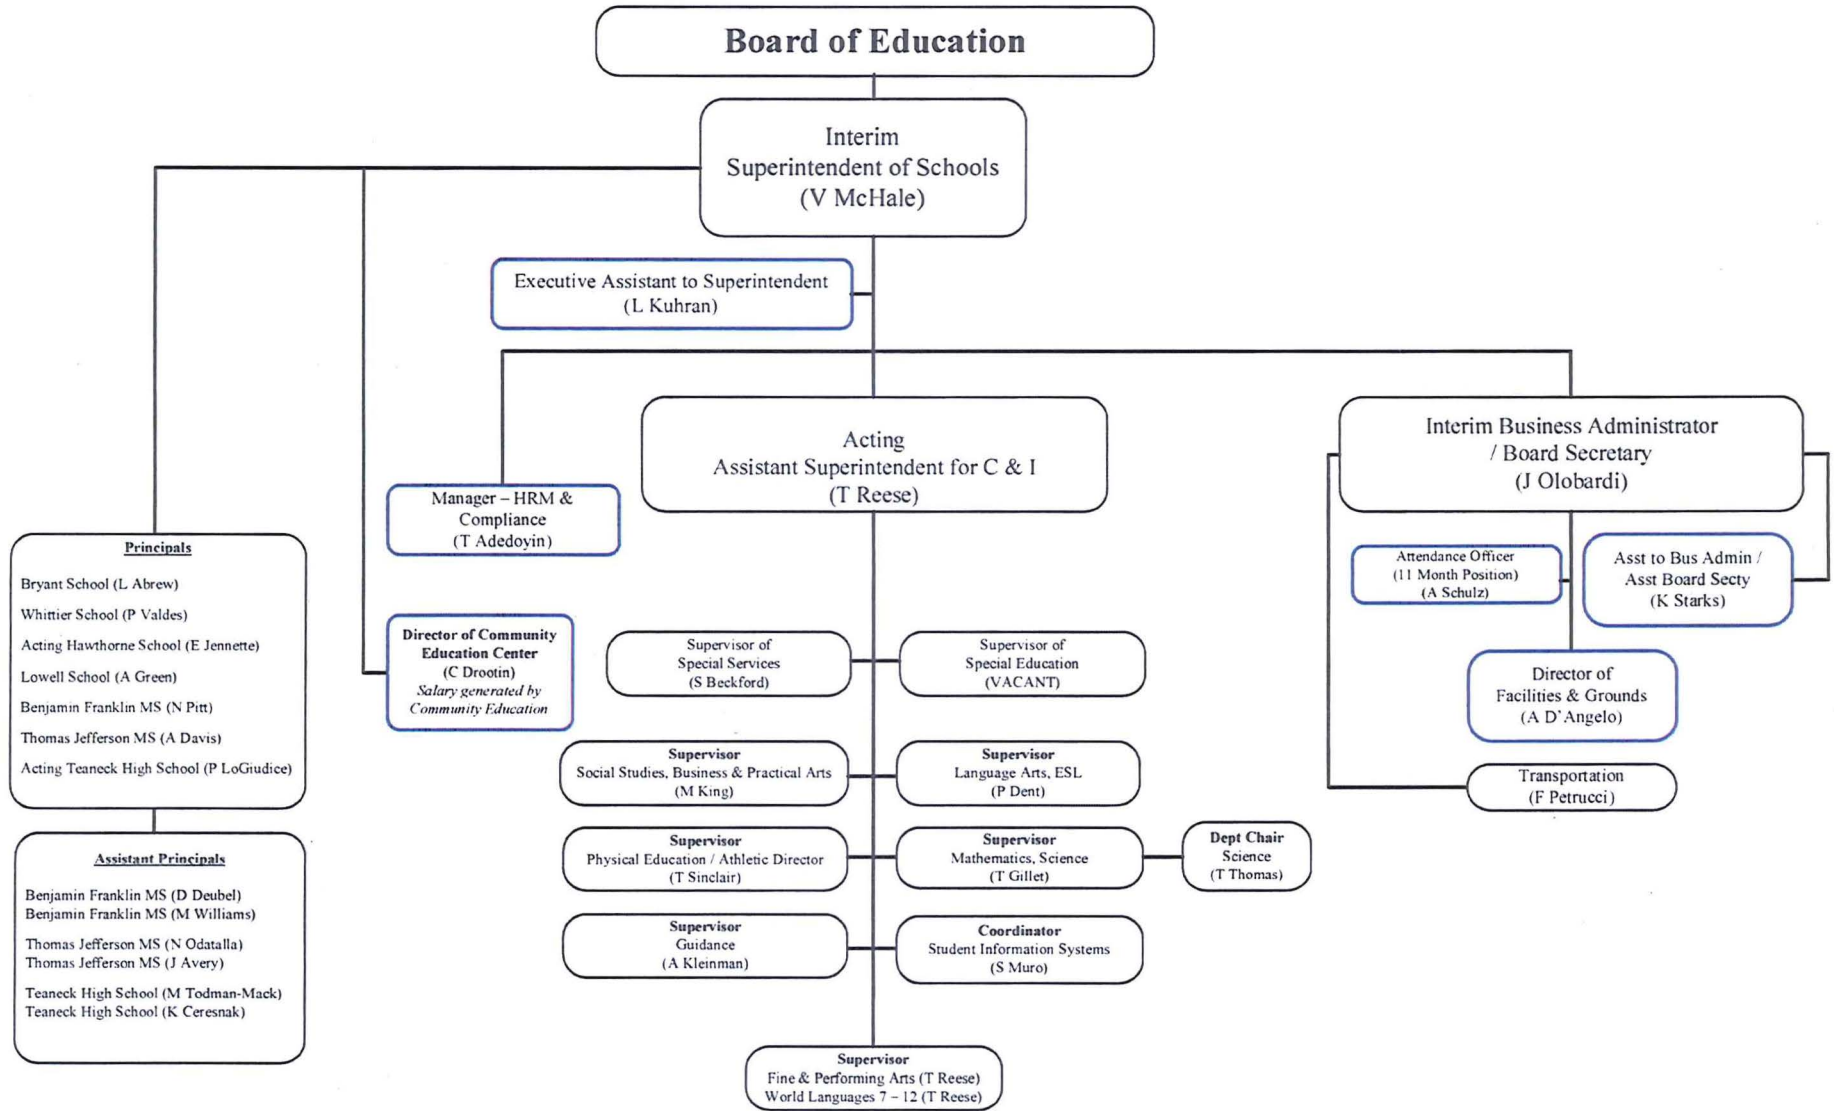 Board of Education
Interim
Superintendent of Schools
(V McHale)
Executive Assistant to Superintendent
(L Kuhran)
Acting
Assistant Superintendent for C & I
(T Reese)
Interim Business Administrator
/ Board Secretary
(J Olobardi)
Manager – HRM &
Compliance
(T Adedoyin)
Principals
Bryant School (L Abrew)
Whittier School (P Valdes)
Acting Hawthorne School (E Jennette)
Lowell School (A Green)
Benjamin Franklin MS (N Pitt)
Thomas Jefferson MS (A Davis)
Acting Teaneck High School (P LoGiudice)
Assistant Principals
Benjamin Franklin MS (D Deubel)
Benjamin Franklin MS (M Williams)
Thomas Jefferson MS (N Odatalla)
Thomas Jefferson MS (J Avery)
Teaneck High School (M Todman-Mack)
Teaneck High School (K Ceresnak)
Director of Community
Education Center
(C Drootin)
Salary generated by
Community Education
Supervisor of
Special Services
(S Beckford)
Supervisor of
Special Education
(VACANT)
Supervisor
Social Studies, Business & Practical Arts
(M King)
Supervisor
Language Arts, ESL
(P Dent)
Supervisor
Physical Education / Athletic Director
(T Sinclair)
Supervisor
Mathematics, Science
(T Gillet)
Dept Chair
Science
(T Thomas)
Supervisor
Guidance
(A Kleinman)
Coordinator
Student Information Systems
(S Muro)
Supervisor
Fine & Performing Arts (T Reese)
World Languages 7 – 12 (T Reese)
Attendance Officer
(11 Month Position)
(A Schulz)
Asst to Bus Admin /
Asst Board Secty
(K Starks)
Director of
Facilities & Grounds
(A D'Angelo)
Transportation
(F Petrucci)